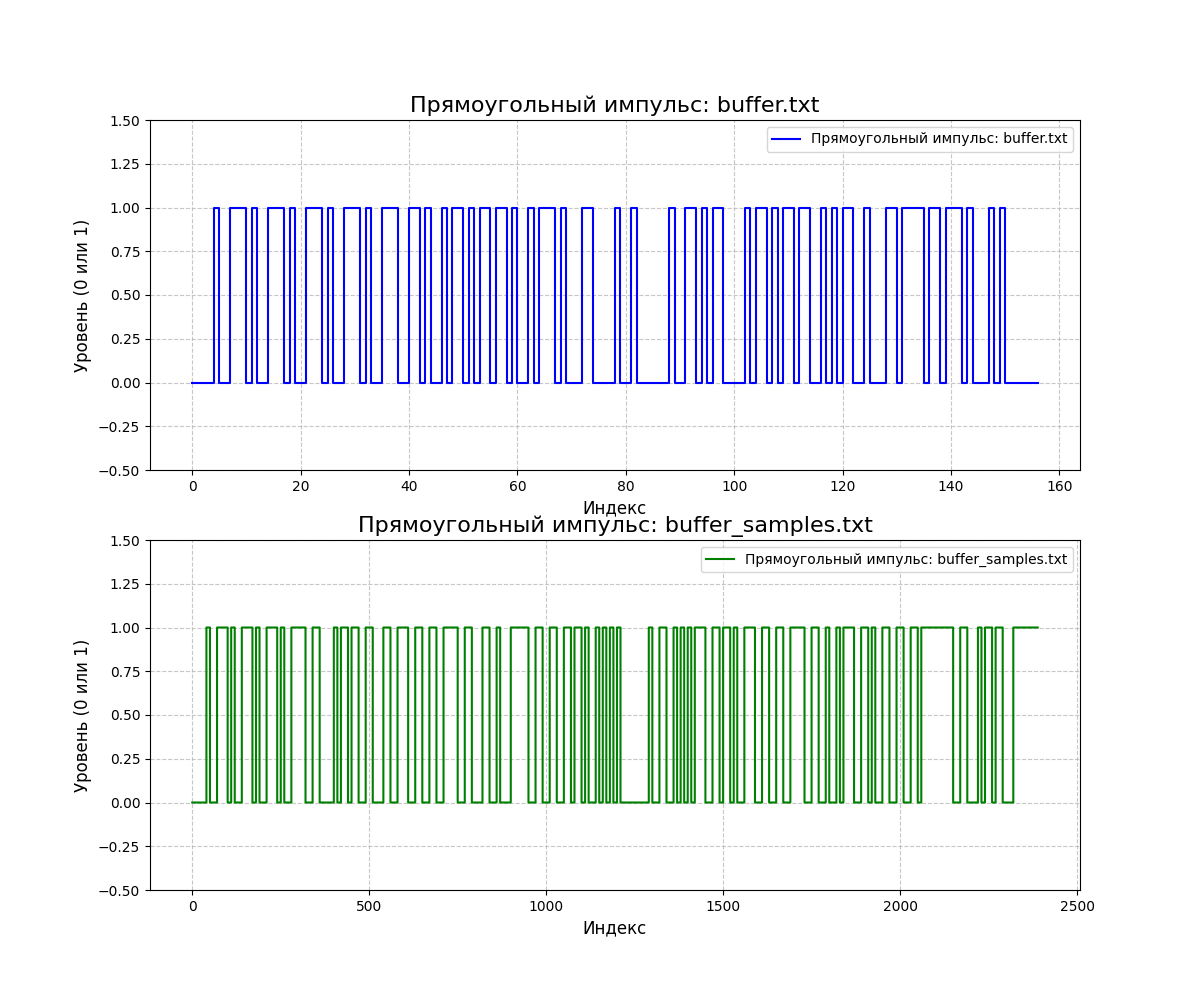 Прямоугольный импульс: buffer.txt
1.50
1.25
1.00
0.75
0.50
0.25
0.00
−0.25
−0.50
Уровень (0 или 1)
Прямоугольный импульс: buffer.txt
0 20 40 60 80 100 120 140 160
Индекс
Прямоугольный импульс: buffer_samples.txt
1.50
1.25
1.00
0.75
0.50
0.25
0.00
−0.25
−0.50
Уровень (0 или 1)
Прямоугольный импульс: buffer_samples.txt
0 500 1000 1500 2000 2500
Индекс